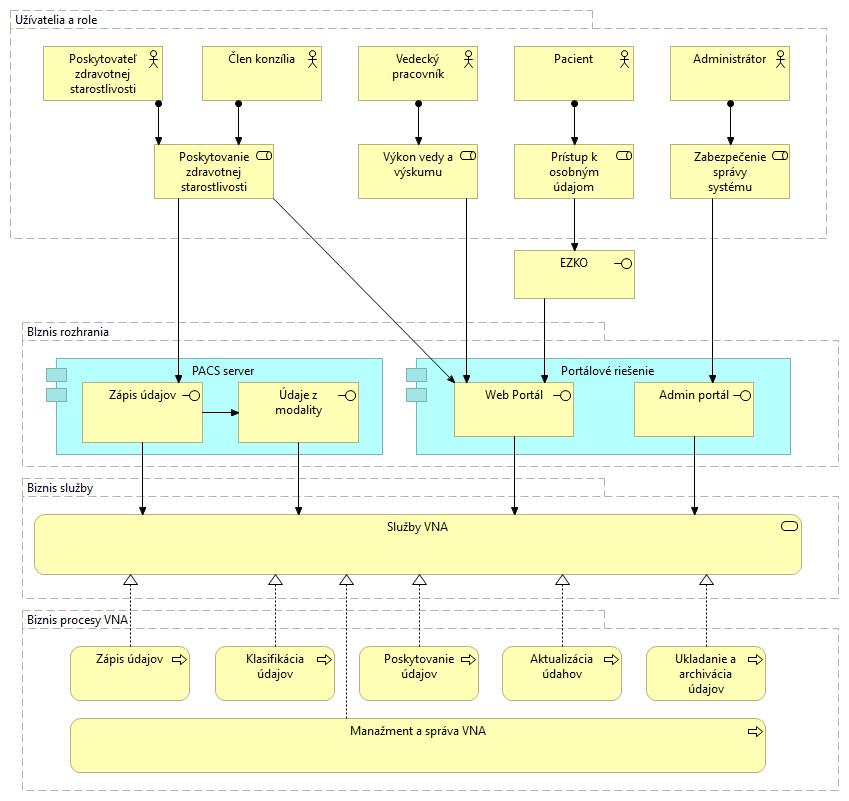 Užívatelia a role
Poskytovateľ
zdravotnej
starostlivosti
Člen konzília
Vedecký
pracovník
Pacient
Administrátor
Poskytovanie
zdravotnej
starostlivosti
Výkon vedy a
výskumu
Prístup k
osobným
údajom
Zabezpečenie
správy
systému
EZKO
BIznis rozhrania
PACS server
Zápis údajov
Údaje z
modality
Portálové riešenie
Web Portál
Admin portál
Biznis služby
Služby VNA
Biznis procesy VNA
Zápis údajov
Klasifikácia
údajov
Poskytovanie
údajov
Aktualizácia
údahov
Ukladanie a
archivácia
údajov
Manažment a správa VNA